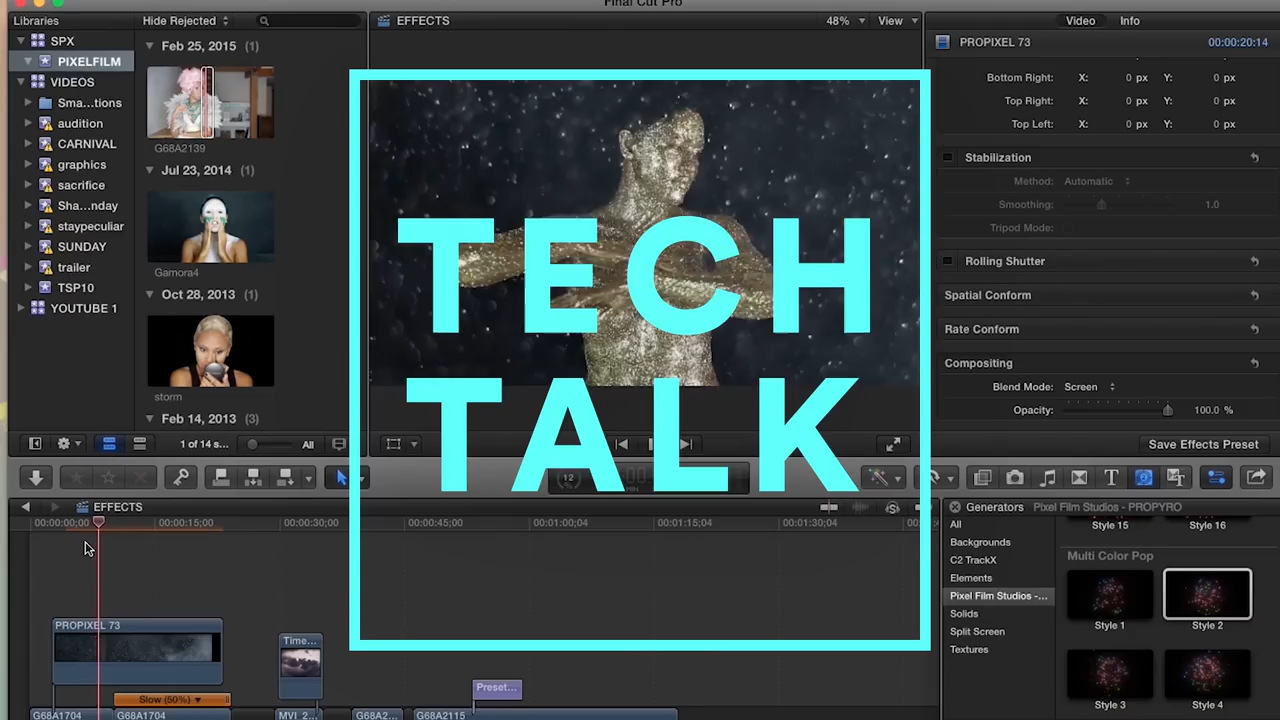 Final Cut Pro
Libraries
Hide Rejected
EFFECTS
48%
View
Video
Info
SPX
PIXELFILM
VIDEOS
Sma...tions
audition
CARNIVAL
graphics
sacrifice
Sha...nday
staypeculiar
SUNDAY
trailer
TSP10
YOUTUBE 1
Feb 25, 2015 (1)
G68A2139
Jul 23, 2014 (1)
Gamora4
Oct 28, 2013 (1)
storm
Feb 14, 2013 (3)
1 of 14 s...
All
TECH
TALK
PROPIXEL 73
00:00:20:14
Bottom Right: X: 0 px Y: 0 px
Top Right: X: 0 px Y: 0 px
Top Left: X: 0 px Y: 0 px
Stabilization
Method: Automatic
Smoothing: 1.0
Tripod Mode:
Rolling Shutter
Spatial Conform
Rate Conform
Compositing
Blend Mode: Screen
Opacity: 100.0 %
Save Effects Preset
12
EFFECTS
00:00:00;00
00:00:15;00
00:00:30;00
00:00:45;00
00:01:00;04
00:01:15;04
00:01:30;04
PROPIXEL 73
Time...
Slow (50%)
Preset...
G68A1704
G68A1704
MVI_2...
G68A2...
G68A2115
Generators
Pixel Film Studios - PROPYRO
All
Backgrounds
C2 TrackX
Elements
Pixel Film Studios -...
Solids
Split Screen
Textures
Style 15
Style 16
Multi Color Pop
Style 1
Style 2
Style 3
Style 4